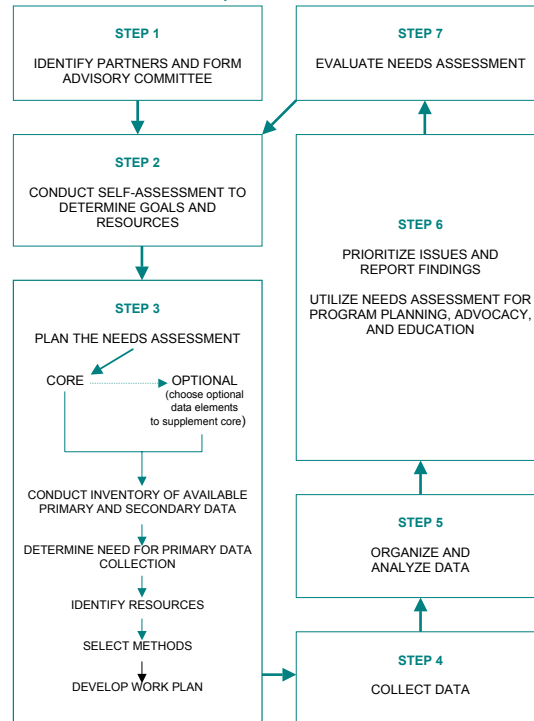 STEP 1
IDENTIFY PARTNERS AND FORM
ADVISORY COMMITTEE
STEP 2
CONDUCT SELF-ASSESSMENT TO
DETERMINE GOALS AND
RESOURCES
STEP 3
PLAN THE NEEDS ASSESSMENT
CORE
OPTIONAL
(choose optional
data elements
to supplement core)
CONDUCT INVENTORY OF AVAILABLE
PRIMARY AND SECONDARY DATA
DETERMINE NEED FOR PRIMARY DATA
COLLECTION
IDENTIFY RESOURCES
SELECT METHODS
DEVELOP WORK PLAN
STEP 4
COLLECT DATA
STEP 5
ORGANIZE AND
ANALYZE DATA
STEP 6
PRIORITIZE ISSUES AND
REPORT FINDINGS
UTILIZE NEEDS ASSESSMENT FOR
PROGRAM PLANNING, ADVOCACY,
AND EDUCATION
STEP 7
EVALUATE NEEDS ASSESSMENT